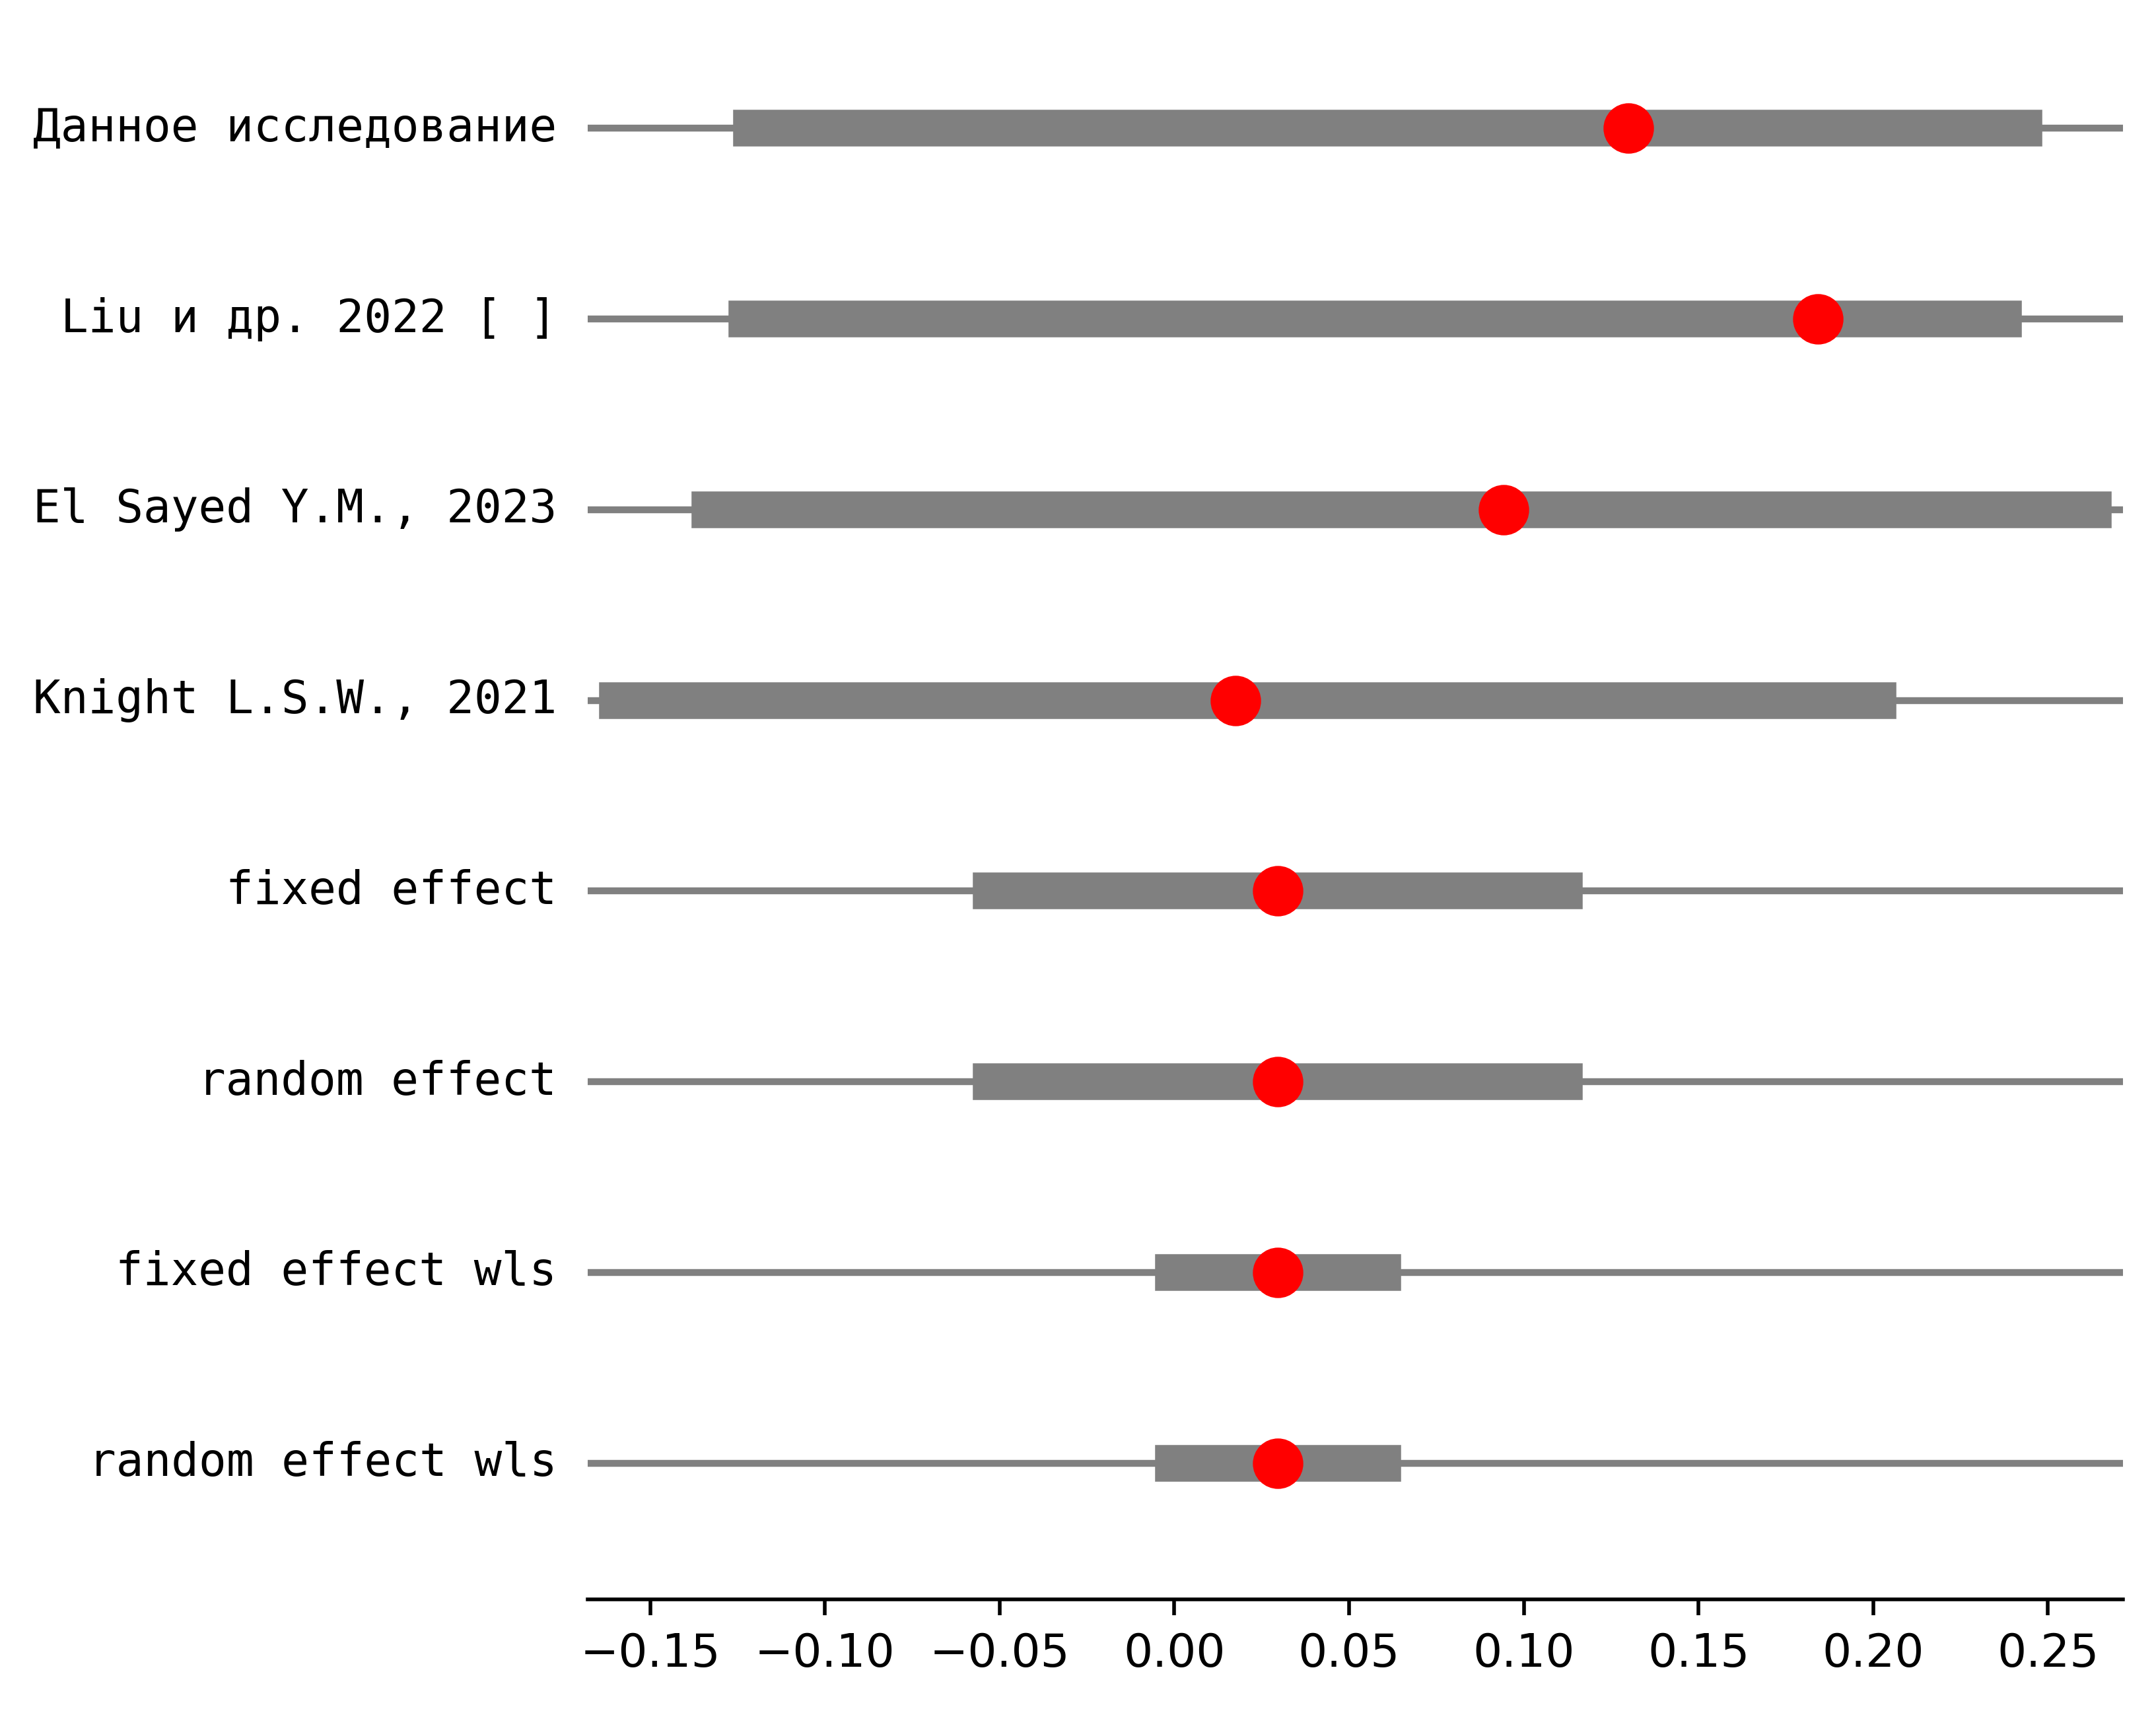 Данное исследование
Liu и др. 2022 [ ]
El Sayed Y.M., 2023
Knight L.S.W., 2021
fixed effect
random effect
fixed effect wls
random effect wls
−0.15 −0.10 −0.05 0.00 0.05 0.10 0.15 0.20 0.25